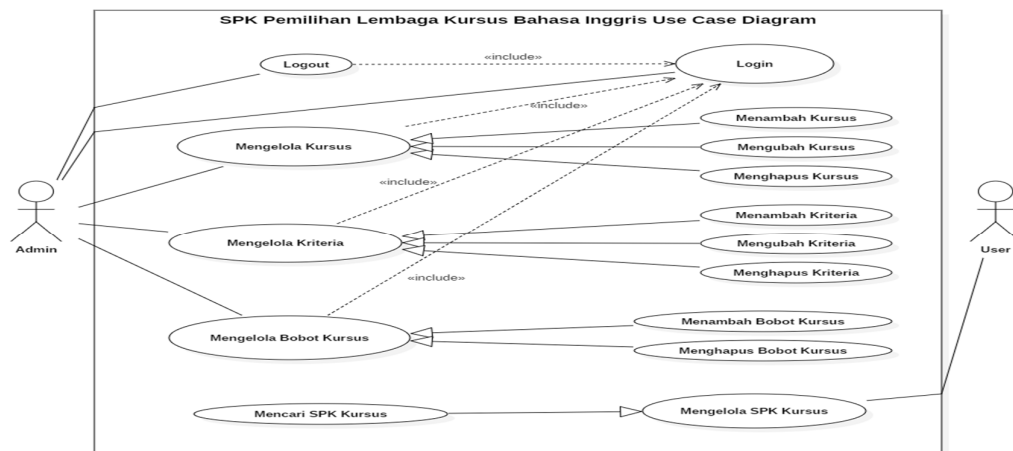 SPK Pemilihan Lembaga Kursus Bahasa Inggris Use Case Diagram
Logout
«include»
Login
«include»
Menambah Kursus
Mengelola Kursus
Mengubah Kursus
Menghapus Kursus
«include»
Admin
User
Menambah Kriteria
Mengelola Kriteria
Mengubah Kriteria
Menghapus Kriteria
«include»
Menambah Bobot Kursus
Mengelola Bobot Kursus
Menghapus Bobot Kursus
Mencari SPK Kursus
Mengelola SPK Kursus